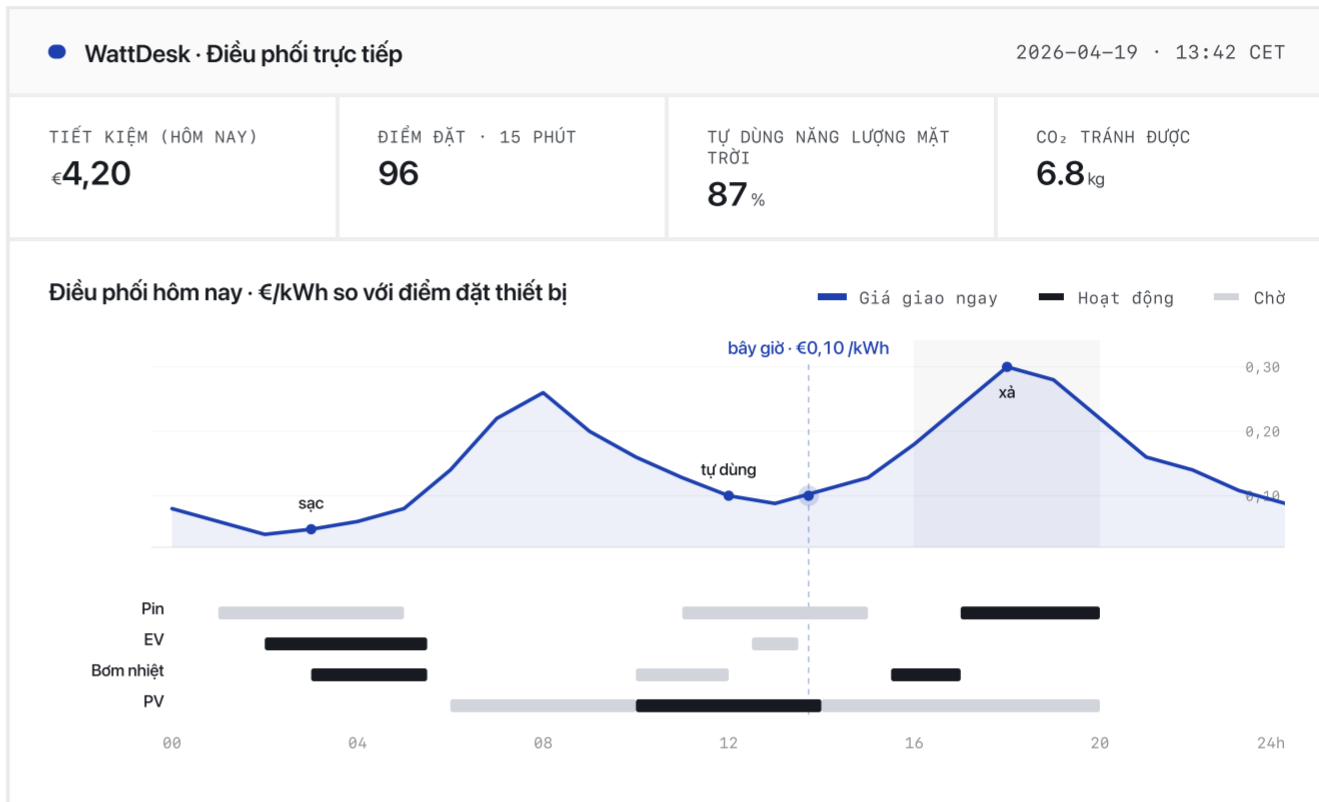 WattDesk · Điều phối trực tiếp
2026–04–19 · 13:42 CET
TIẾT KIỆM (HÔM NAY)
€4,20
ĐIỂM ĐẶT · 15 PHÚT
96
TỰ DÙNG NĂNG LƯỢNG MẶT
TRỜI
87 %
CO₂ TRÁNH ĐƯỢC
6.8 kg
Điều phối hôm nay · €/kWh so với điểm đặt thiết bị
Giá giao ngay
Hoạt động
Chờ
bây giờ · €0,10 /kWh
0,30
xả
0,20
tự dùng
sạc
0,10
Pin
EV
Bơm nhiệt
PV
00 04 08 12 16 20 24h